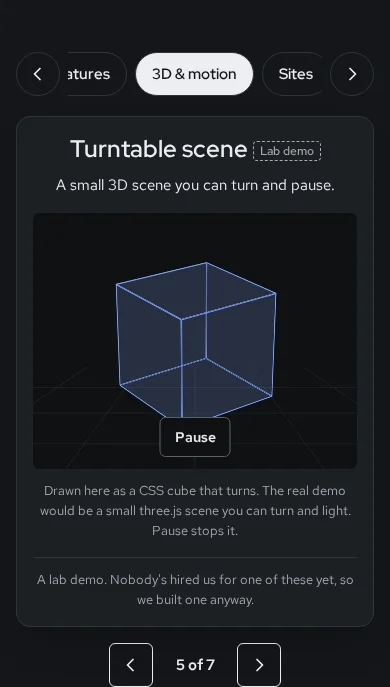 atures
3D & motion
Sites
Turntable scene Lab demo
A small 3D scene you can turn and pause.
Pause
Drawn here as a CSS cube that turns. The real demo
would be a small three.js scene you can turn and light.
Pause stops it.
A lab demo. Nobody's hired us for one of these yet, so
we built one anyway.
5 of 7